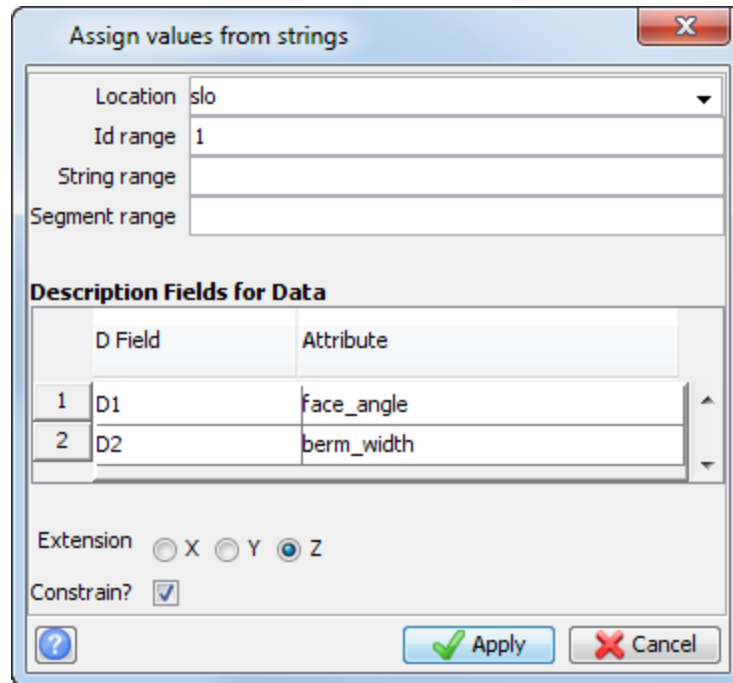 Assign values from strings
Location slo
Id range 1
String range
Segment range
Description Fields for Data
D Field Attribute
1 D1 face_angle
2 D2 berm_width
Extension X Y Z
Constrain?
? Apply Cancel